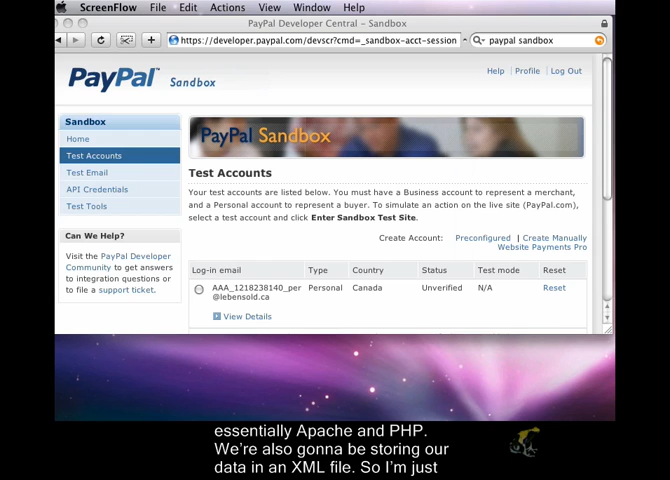 ScreenFlow File Edit Actions View Window Help
PayPal Developer Central – Sandbox
https://developer.paypal.com/devscr?cmd=_sandbox-acct-session
paypal sandbox
PayPal™ Sandbox
Help | Profile | Log Out
Sandbox
Home
Test Accounts
Test Email
API Credentials
Test Tools
Can We Help?
Visit the PayPal Developer
Community to get answers
to integration questions or
to file a support ticket.
PayPal Sandbox
Test Accounts
Your test accounts are listed below. You must have a Business account to represent a merchant,
and a Personal account to represent a buyer. To simulate an action on the live site (PayPal.com),
select a test account and click Enter Sandbox Test Site.
Create Account: Preconfigured | Create Manually
Website Payments Pro
Log-in email Type Country Status Test mode Reset
AAA_1218238140_per Personal Canada Unverified N/A Reset
@lebensold.ca
View Details
essentially Apache and PHP.
We're also gonna be storing our
data in an XML file. So I'm just